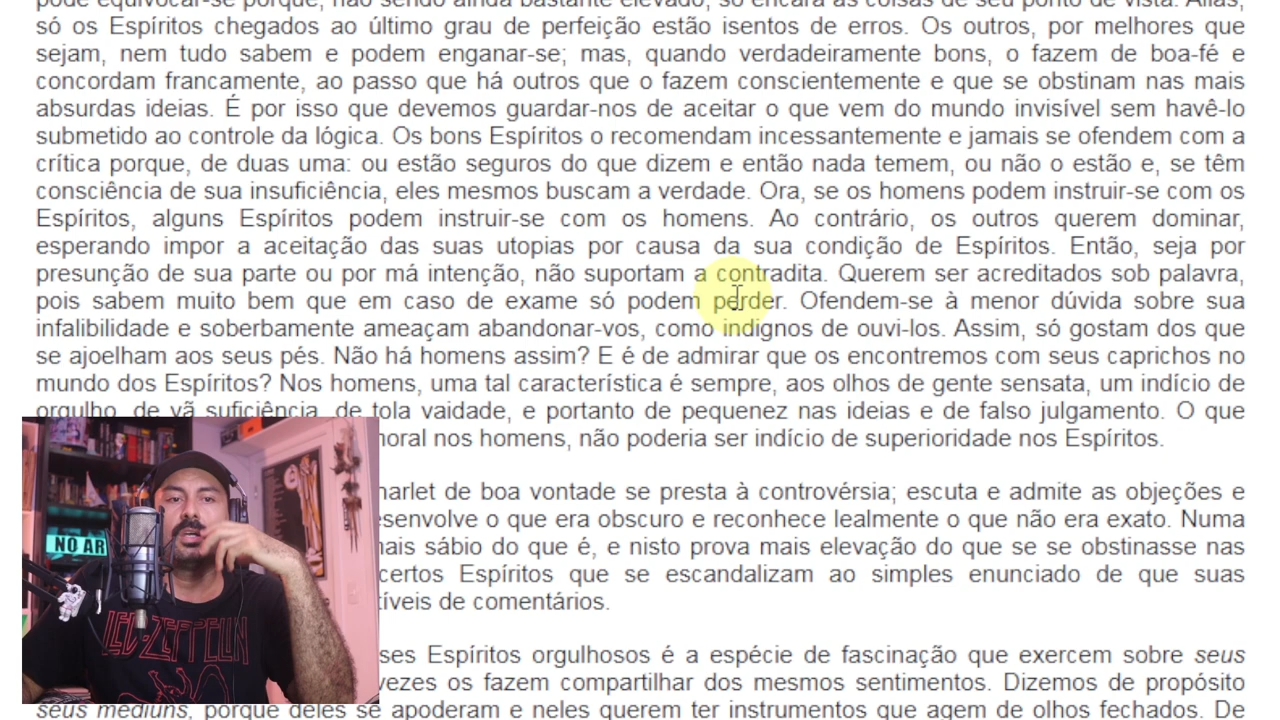 pode equivocar-se porque, não sendo ainda bastante elevado, só encara as coisas de seu ponto de vista. Aliás,
só os Espíritos chegados ao último grau de perfeição estão isentos de erros. Os outros, por melhores que
sejam, nem tudo sabem e podem enganar-se; mas, quando verdadeiramente bons, o fazem de boa-fé e
concordam francamente, ao passo que há outros que o fazem conscientemente e que se obstinam nas mais
absurdas ideias. É por isso que devemos guardar-nos de aceitar o que vem do mundo invisível sem havê-lo
submetido ao controle da lógica. Os bons Espíritos o recomendam incessantemente e jamais se ofendem com a
crítica porque, de duas uma: ou estão seguros do que dizem e então nada temem, ou não o estão e, se têm
consciência de sua insuficiência, eles mesmos buscam a verdade. Ora, se os homens podem instruir-se com os
Espíritos, alguns Espíritos podem instruir-se com os homens. Ao contrário, os outros querem dominar,
esperando impor a aceitação das suas utopias por causa da sua condição de Espíritos. Então, seja por
presunção de sua parte ou por má intenção, não suportam a contradita. Querem ser acreditados sob palavra,
pois sabem muito bem que em caso de exame só podem perder. Ofendem-se à menor dúvida sobre sua
infalibilidade e soberbamente ameaçam abandonar-vos, como indignos de ouvi-los. Assim, só gostam dos que
se ajoelham aos seus pés. Não há homens assim? E é de admirar que os encontremos com seus caprichos no
mundo dos Espíritos? Nos homens, uma tal característica é sempre, aos olhos de gente sensata, um indício de
orgulho, de vã suficiência, de tola vaidade, e portanto de pequenez nas ideias e de falso julgamento. O que
moral nos homens, não poderia ser indício de superioridade nos Espíritos.
harlet de boa vontade se presta à controvérsia; escuta e admite as objeções e
esenvolve o que era obscuro e reconhece lealmente o que não era exato. Numa
mais sábio do que é, e nisto prova mais elevação do que se se obstinasse nas
certos Espíritos que se escandalizam ao simples enunciado de que suas
tíveis de comentários.
ses Espíritos orgulhosos é a espécie de fascinação que exercem sobre seus
vezes os fazem compartilhar dos mesmos sentimentos. Dizemos de propósito
seus médiuns, porque deles se apoderam e neles querem ter instrumentos que agem de olhos fechados. De
NO AR
LED-ZEPPELIN